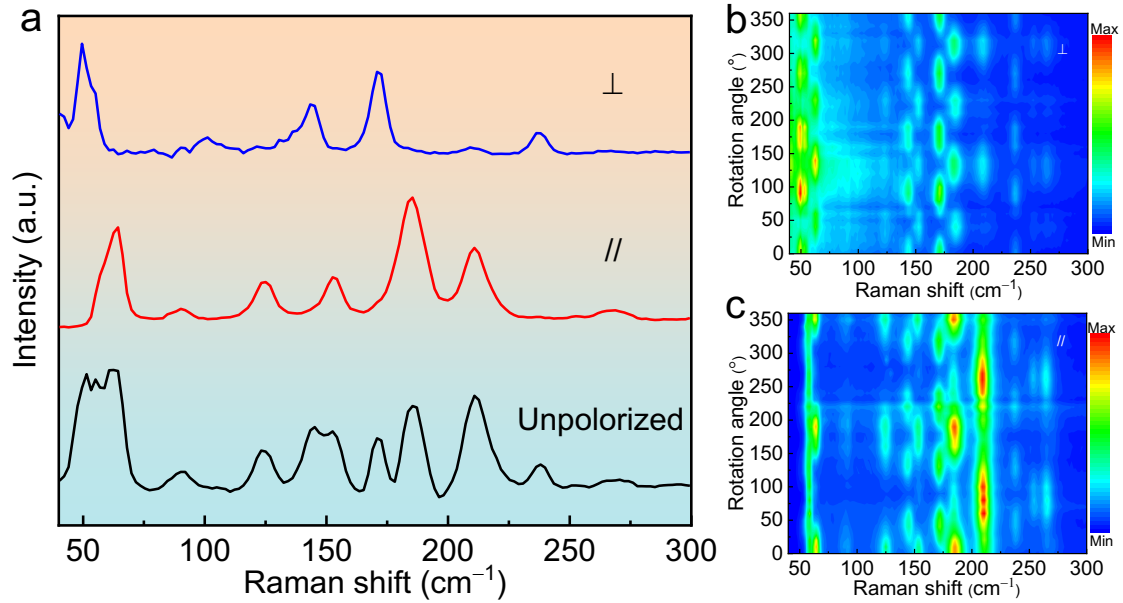 a
⊥
//
Unpolorized
Intensity (a.u.)
50 100 150 200 250 300
Raman shift (cm⁻¹)
b
⊥
Max
Min
350
300
250
200
150
100
50
0
Rotation angle (°)
50 100 150 200 250 300
Raman shift (cm⁻¹)
c
//
Max
Min
350
300
250
200
150
100
50
0
Rotation angle (°)
50 100 150 200 250 300
Raman shift (cm⁻¹)